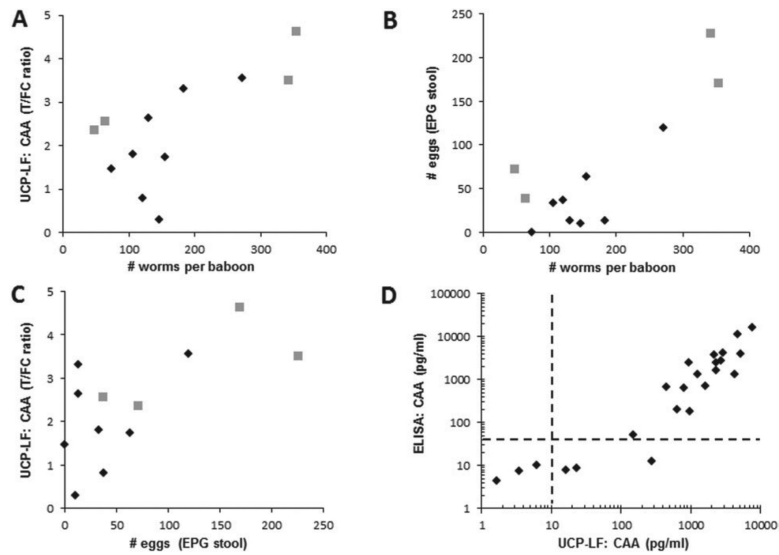 A
UCP-LF: CAA (T/FC ratio)
5
4
3
2
1
0
0 100 200 300 400
# worms per baboon
B
# eggs (EPG stool)
250
200
150
100
50
0
0 100 200 300 400
# worms per baboon
C
UCP-LF: CAA (T/FC ratio)
5
4
3
2
1
0
0 50 100 150 200 250
# eggs (EPG stool)
D
ELISA: CAA (pg/ml)
100000
10000
1000
100
10
1
1 10 100 1000 10000
UCP-LF: CAA (pg/ml)